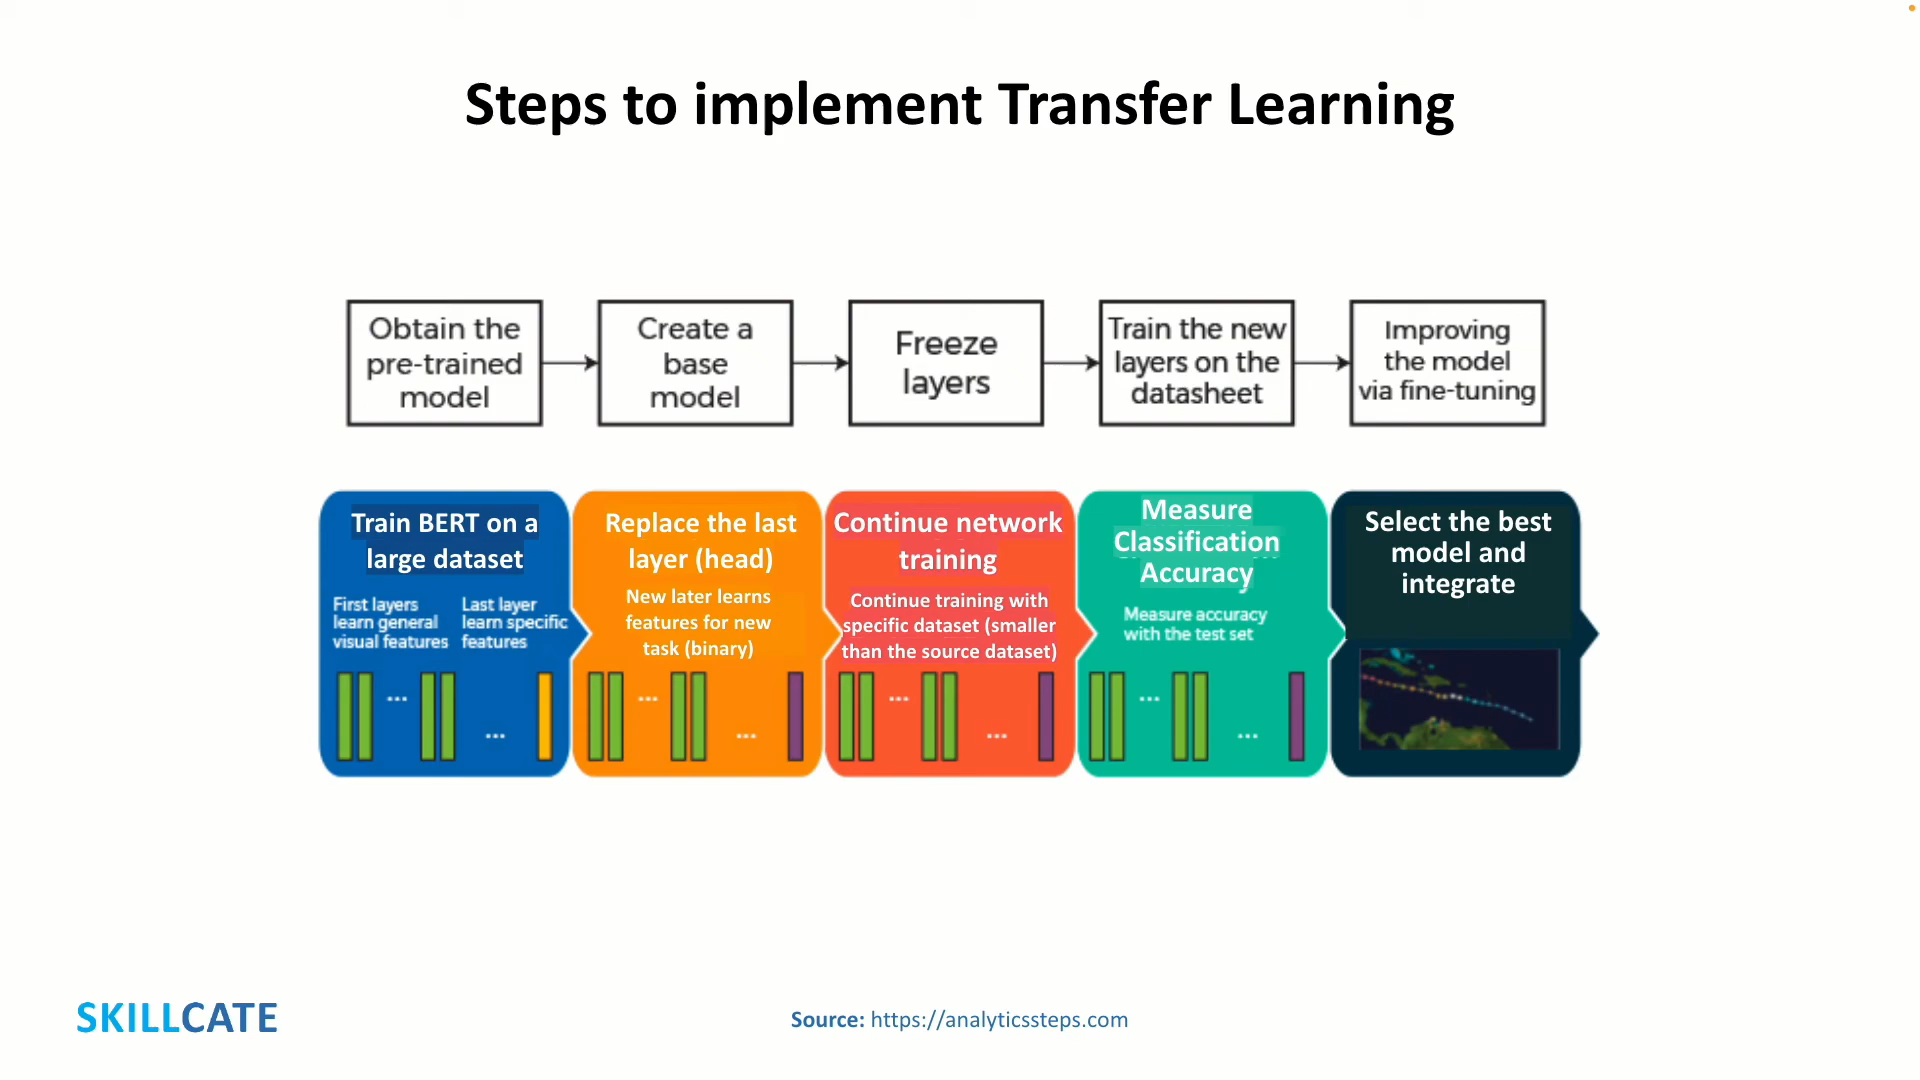 Steps to implement Transfer Learning
Obtain the
pre-trained
model
Create a
base
model
Freeze
layers
Train the new
layers on the
datasheet
Improving
the model
via fine-tuning
Train BERT on a
large dataset
First layers
learn general
visual features
Last layer
learn specific
features
...
...
Replace the last
layer (head)
New later learns
features for new
task (binary)
...
...
Continue network
training
Continue training with
specific dataset (smaller
than the source dataset)
...
...
Measure
Classification
Accuracy
Measure accuracy
with the test set
...
...
Select the best
model and
integrate
SKILLCATE
Source: https://analyticssteps.com